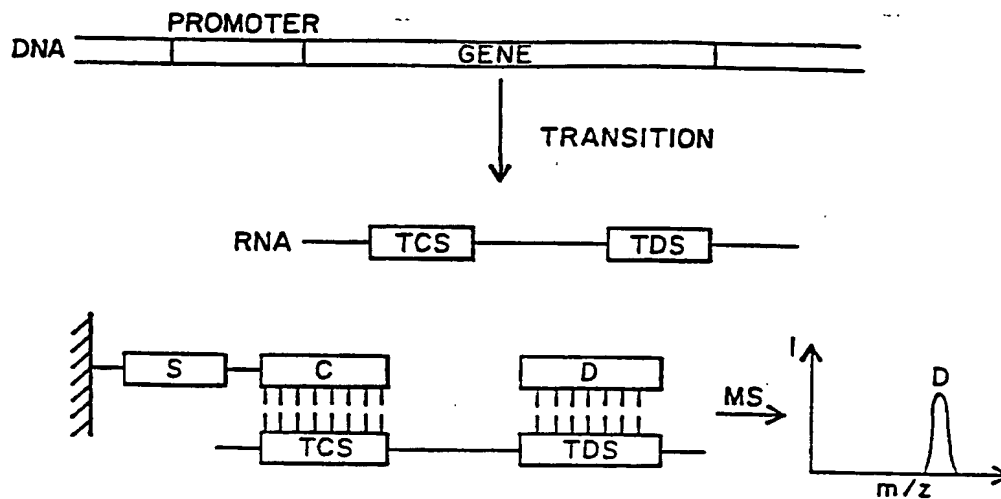 PROMOTER
DNA
GENE
TRANSITION
RNA
TCS
TDS
S
C
D
TCS
TDS
MS
I
D
m/z